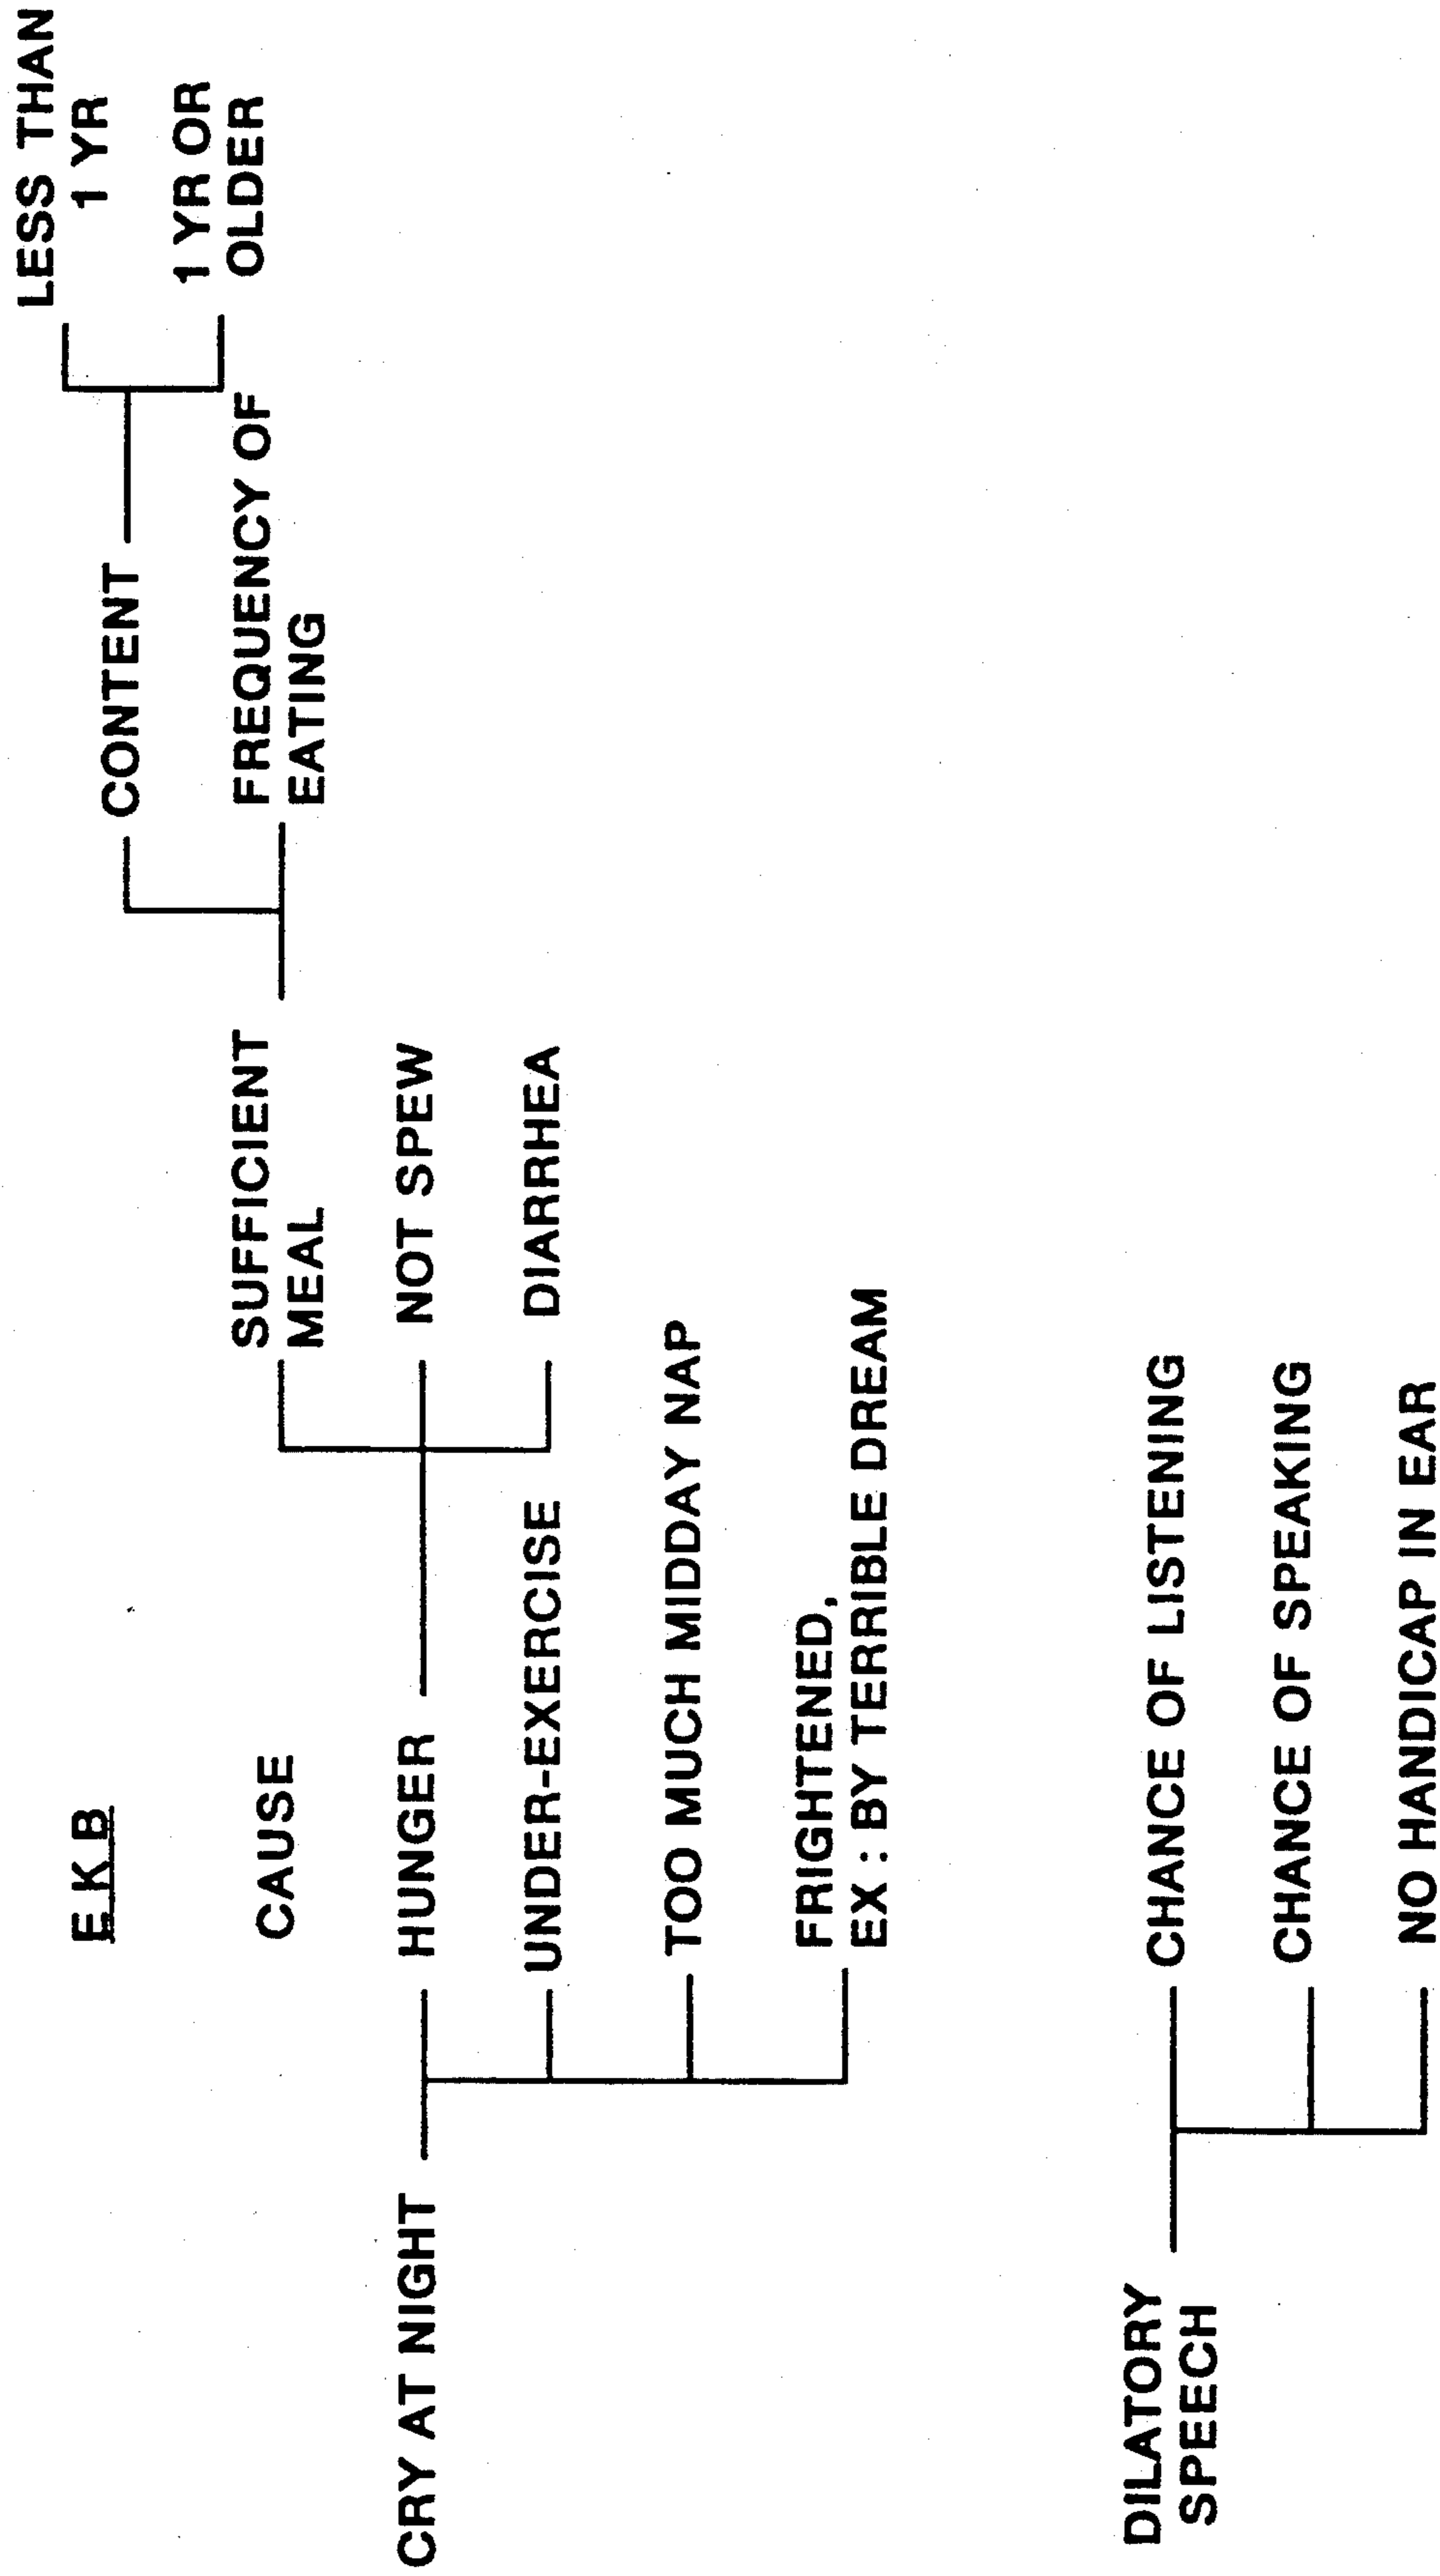 E K B
CAUSE
CRY AT NIGHT
HUNGER
UNDER-EXERCISE
TOO MUCH MIDDAY NAP
FRIGHTENED,
EX : BY TERRIBLE DREAM
SUFFICIENT
MEAL
NOT SPEW
DIARRHEA
CONTENT
FREQUENCY OF
EATING
LESS THAN
1 YR
1 YR OR
OLDER
DILATORY
SPEECH
CHANCE OF LISTENING
CHANCE OF SPEAKING
NO HANDICAP IN EAR